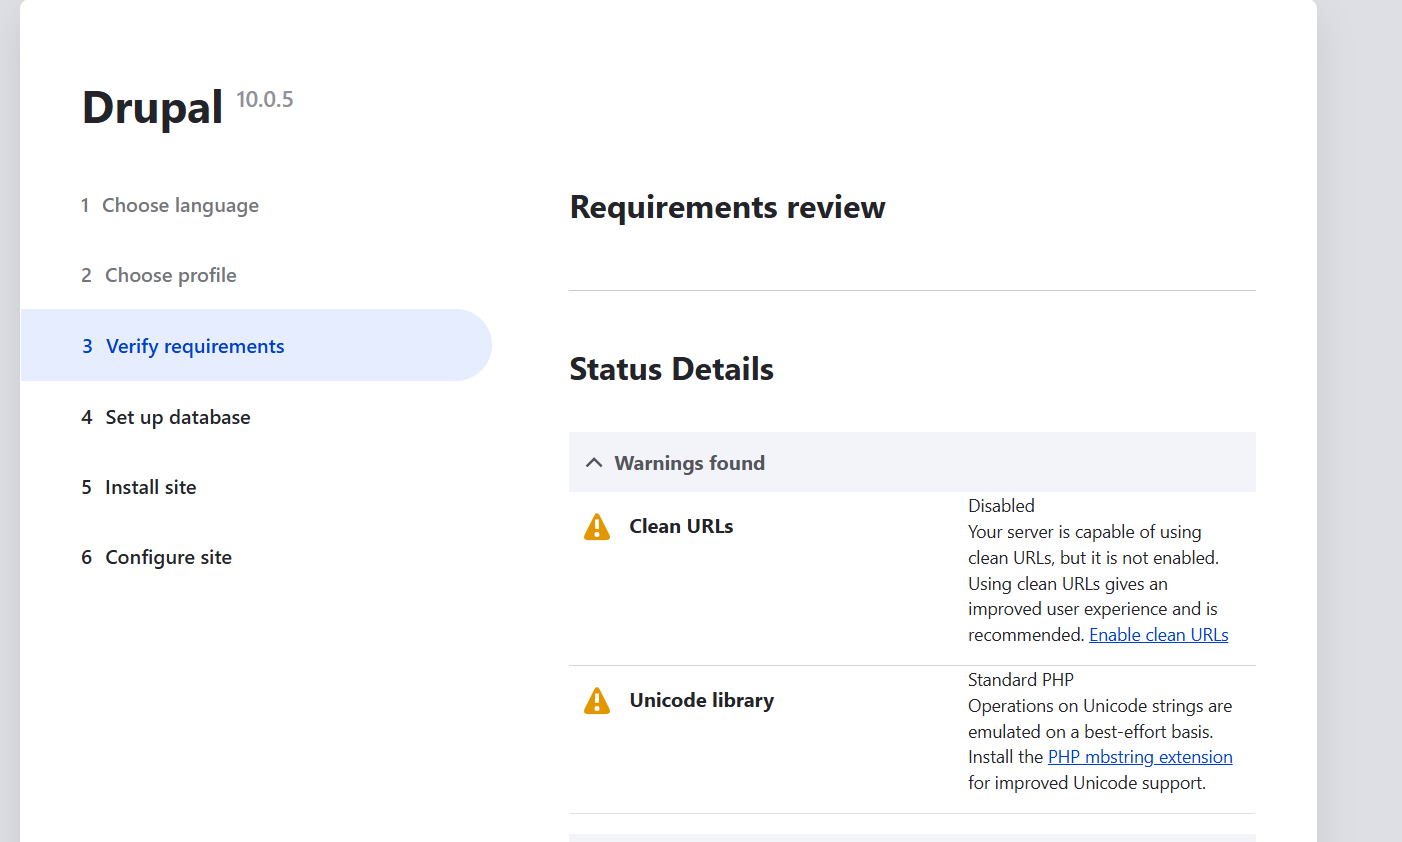 Drupal 10.0.5
1 Choose language
2 Choose profile
3 Verify requirements
4 Set up database
5 Install site
6 Configure site
Requirements review
Status Details
Warnings found
Clean URLs
Disabled
Your server is capable of using
clean URLs, but it is not enabled.
Using clean URLs gives an
improved user experience and is
recommended. Enable clean URLs
Unicode library
Standard PHP
Operations on Unicode strings are
emulated on a best-effort basis.
Install the PHP mbstring extension
for improved Unicode support.